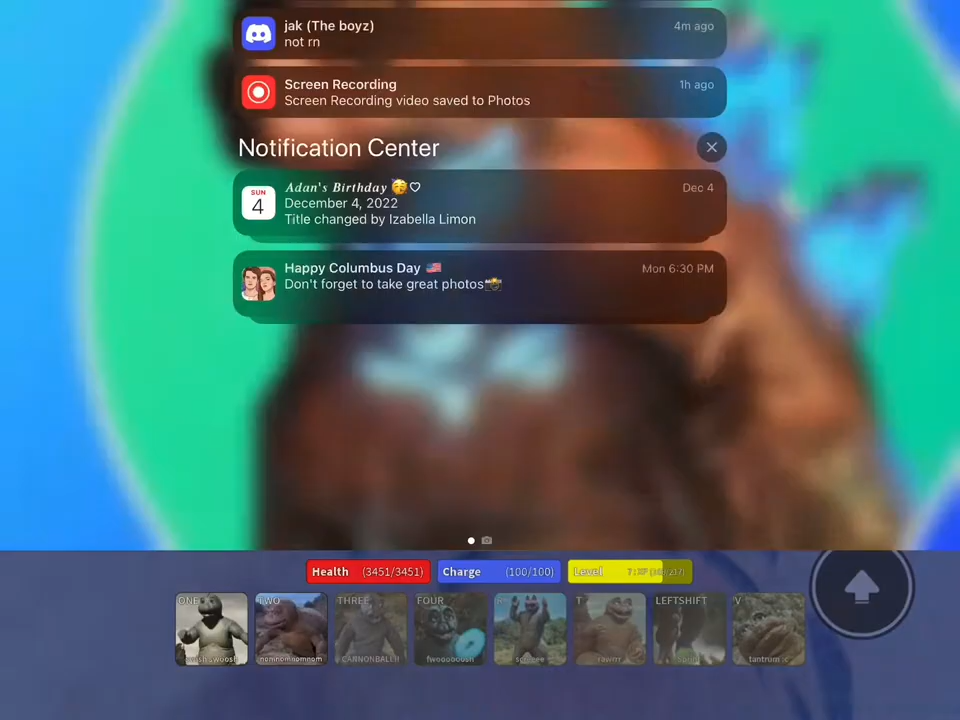 jak (The boyz)
4m ago
not rn
Screen Recording
1h ago
Screen Recording video saved to Photos
Notification Center
SUN
4
Adan's Birthday 🥳♡
Dec 4
December 4, 2022
Title changed by Izabella Limon
Happy Columbus Day 🇺🇸
Mon 6:30 PM
Don't forget to take great photos📸
Health (3451/3451)
Charge (100/100)
Level
ONE
TWO
THREE
FOUR
T
LEFTSHIFT
V
nomnomnomnom
CANNONBALL!!
fwoooboosh
rawrrr
tantrum :c